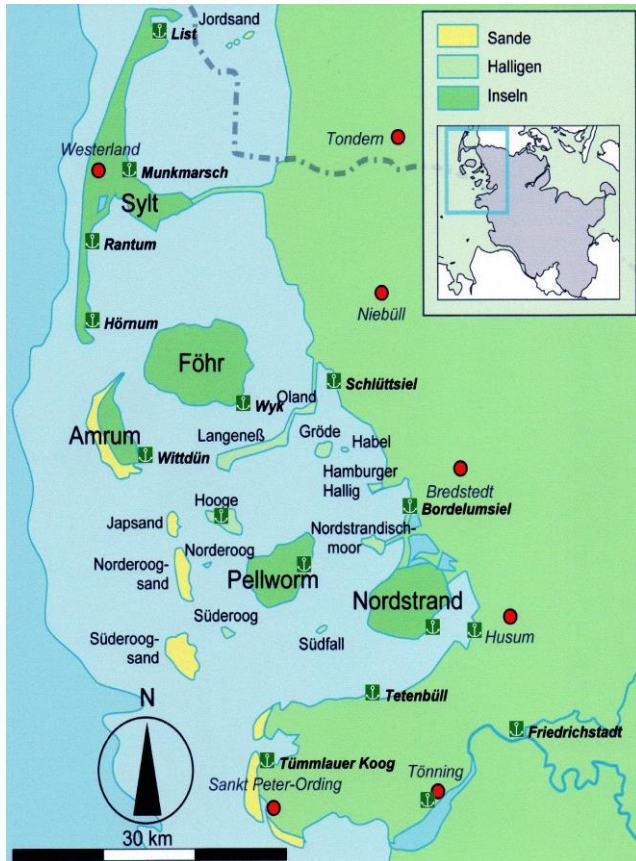 Jordsand
List
Sande
Halligen
Inseln
Tondern
Westerland
Munkmarsch
Sylt
Rantum
Niebüll
Hörnum
Föhr
Schlüttsiel
Oland
Wyk
Amrum
Langeneß
Gröde
Habel
Wittdün
Hamburger
Hallig
Bredstedt
Hooge
Bordelumsiel
Japsand
Nordstrandisch-
moor
Norderoog
Norderoog-
sand
Pellworm
Nordstrand
Süderoog
Süderoog-
sand
Südfall
Husum
N
Tetenbüll
Friedrichstadt
Tümmlauer Koog
Sankt Peter-Ording
Tönning
30 km